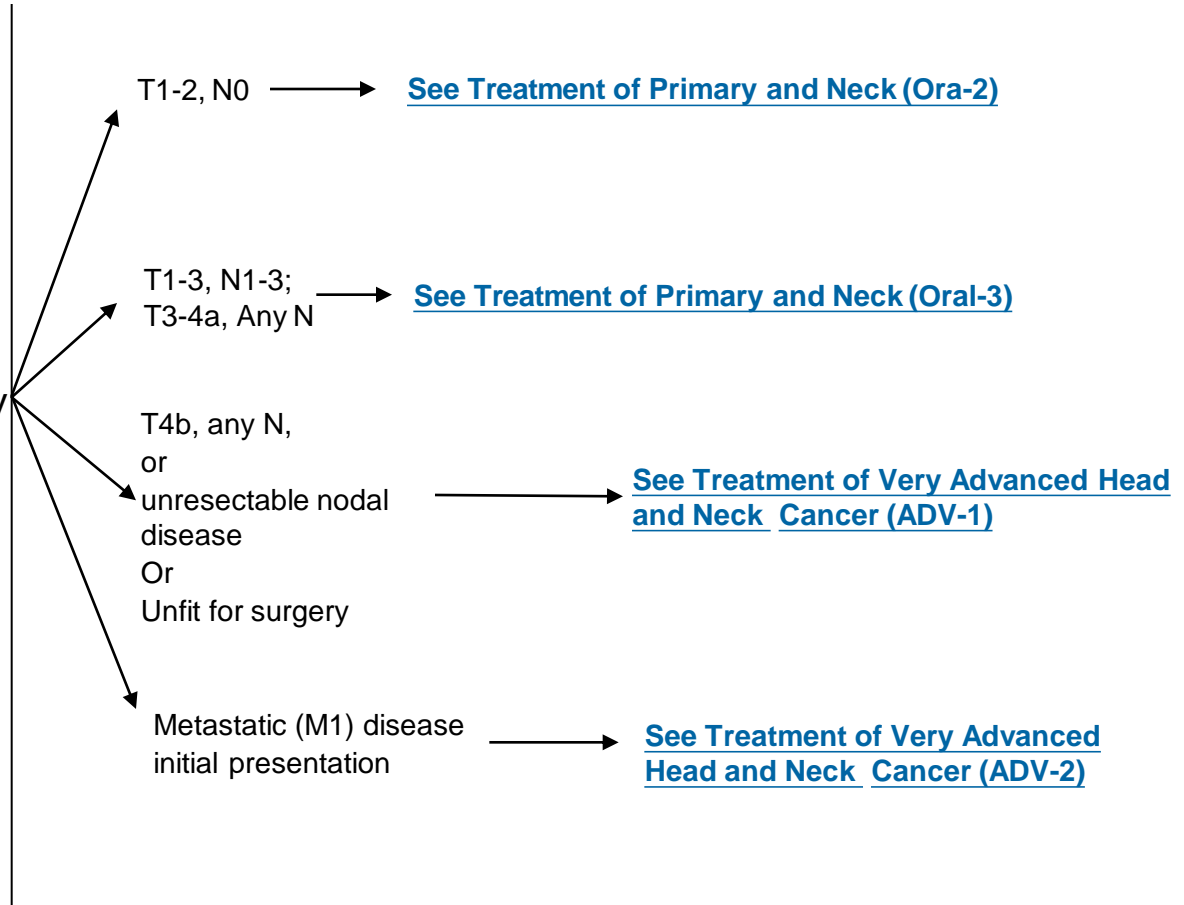 T1-2, N0
See Treatment of Primary and Neck (Ora-2)
T1-3, N1-3;
T3-4a, Any N
See Treatment of Primary and Neck (Oral-3)
T4b, any N,
or
unresectable nodal
disease
Or
Unfit for surgery
See Treatment of Very Advanced Head
and Neck Cancer (ADV-1)
Metastatic (M1) disease
initial presentation
See Treatment of Very Advanced
Head and Neck Cancer (ADV-2)